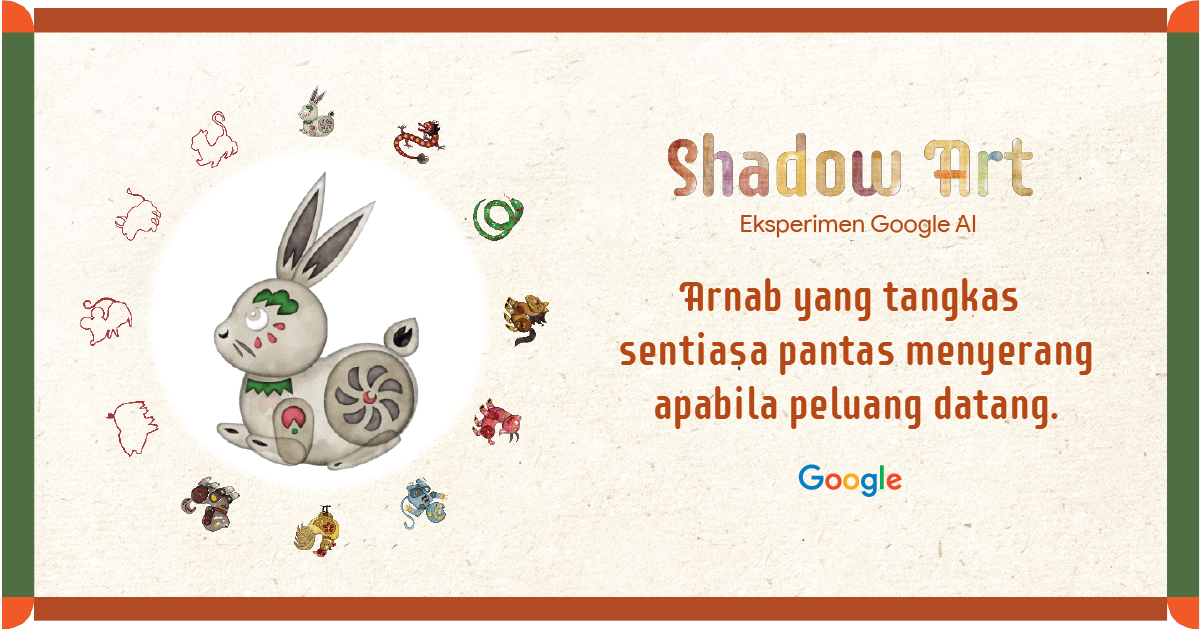 Shadow Art
Eksperimen Google AI
Arnab yang tangkas
sentiasa pantas menyerang
apabila peluang datang.
Google